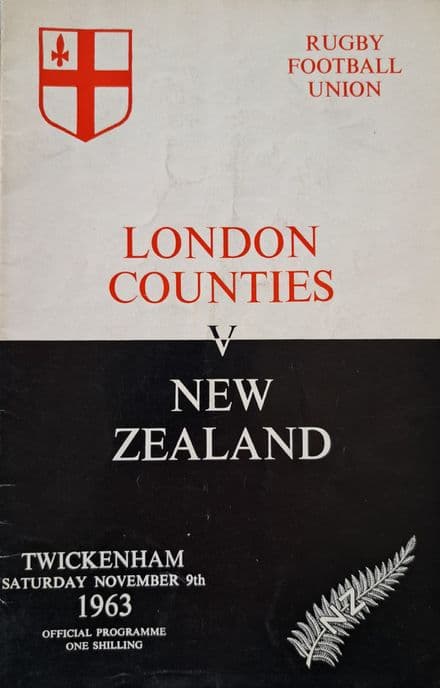 RUGBY
FOOTBALL
UNION
LONDON
COUNTIES
V
NEW
ZEALAND
TWICKENHAM
SATURDAY NOVEMBER 9th
1963
OFFICIAL PROGRAMME
ONE SHILLING
NZ